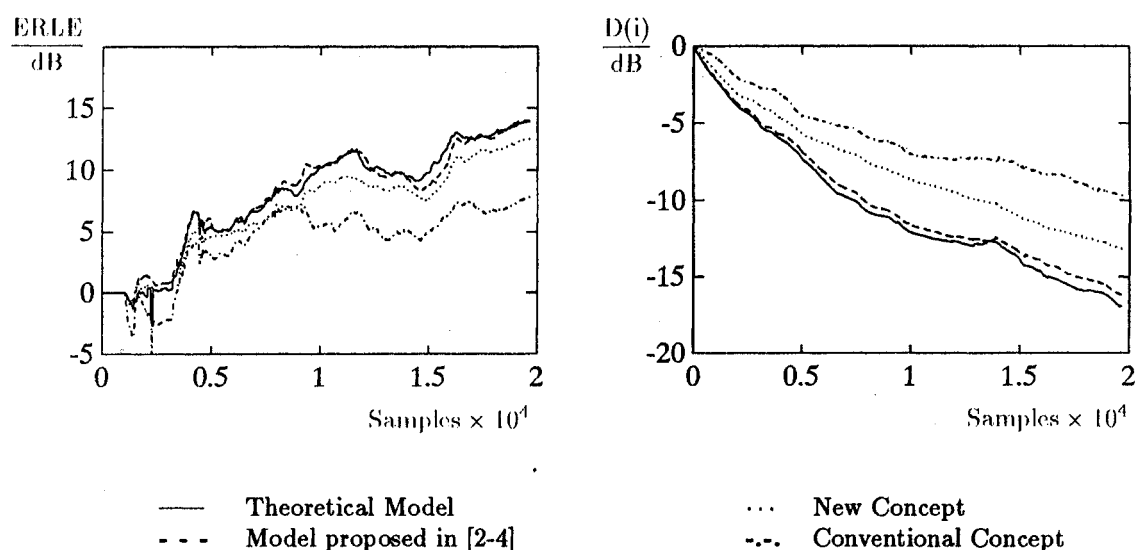 ERLE
dB
15
10
5
0
-5
0
0.5
1
1.5
2
Samples × 10⁴
D(i)
dB
0
-5
-10
-15
-20
0
0.5
1
1.5
2
Samples × 10⁴
Theoretical Model
Model proposed in [2-4]
New Concept
Conventional Concept